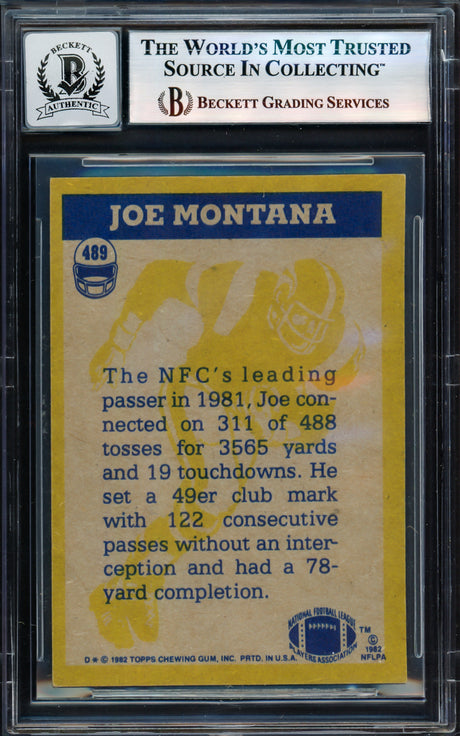 BECKETT
B
AUTHENTIC
THE WORLD'S MOST TRUSTED
SOURCE IN COLLECTING™
B BECKETT GRADING SERVICES
JOE MONTANA
489
The NFC's leading
passer in 1981, Joe con-
nected on 311 of 488
tosses for 3565 yards
and 19 touchdowns. He
set a 49er club mark
with 122 consecutive
passes without an inter-
ception and had a 78-
yard completion.
NATIONAL FOOTBALL LEAGUE
PLAYERS ASSOCIATION
TM
©
1982
NFLPA
D * © 1982 TOPPS CHEWING GUM, INC. PRTD. IN U.S.A.